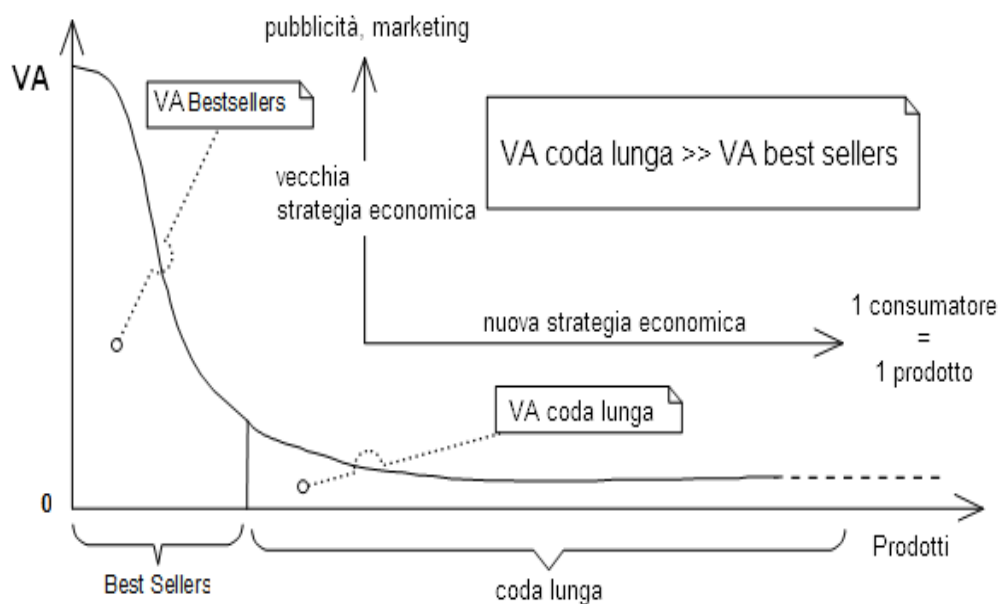 pubblicità, marketing
VA
VA Bestsellers
VA coda lunga >> VA best sellers
vecchia
strategia economica
nuova strategia economica
1 consumatore
=
1 prodotto
VA coda lunga
0
Prodotti
Best Sellers
coda lunga